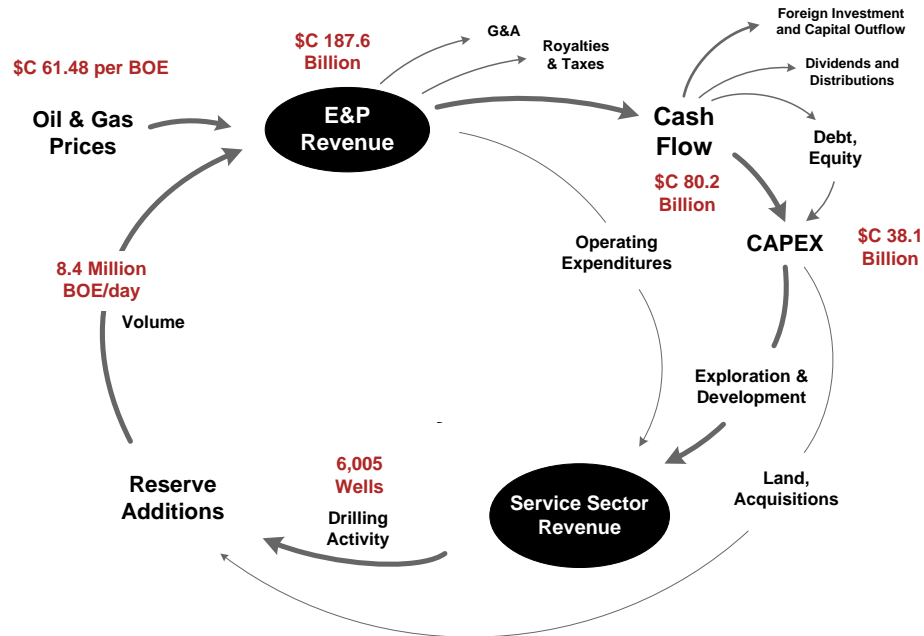 $C 61.48 per BOE
Oil & Gas
Prices
$C 187.6
Billion
E&P
Revenue
G&A
Royalties
& Taxes
Foreign Investment
and Capital Outflow
Dividends and
Distributions
Cash
Flow
$C 80.2
Billion
Debt,
Equity
CAPEX
$C 38.1
Billion
Operating
Expenditures
Exploration &
Development
Land,
Acquisitions
Service Sector
Revenue
6,005
Wells
Drilling
Activity
Reserve
Additions
8.4 Million
BOE/day
Volume